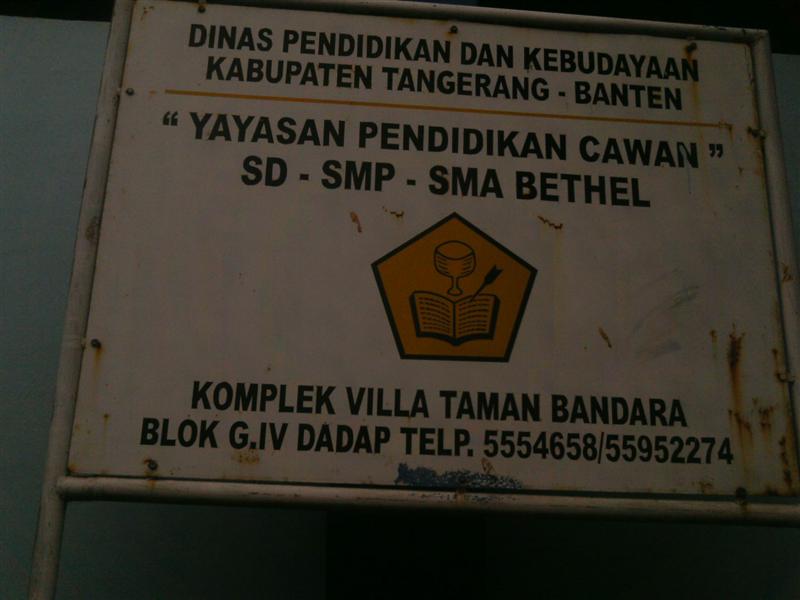 DINAS PENDIDIKAN DAN KEBUDAYAAN
KABUPATEN TANGERANG - BANTEN
" YAYASAN PENDIDIKAN CAWAN "
SD - SMP - SMA BETHEL
KOMPLEK VILLA TAMAN BANDARA
BLOK G.IV DADAP TELP. 5554658/55952274